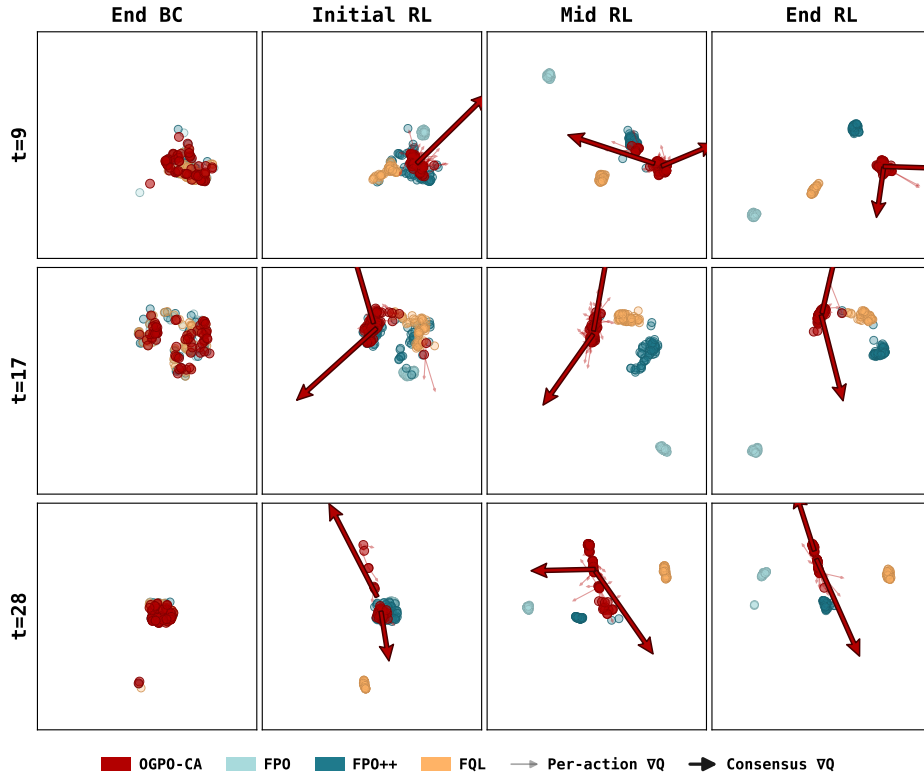 End BC Initial RL Mid RL End RL
t=9
t=17
t=28
OGPO-CA FPO FPO++ FQL Per-action ∇Q Consensus ∇Q